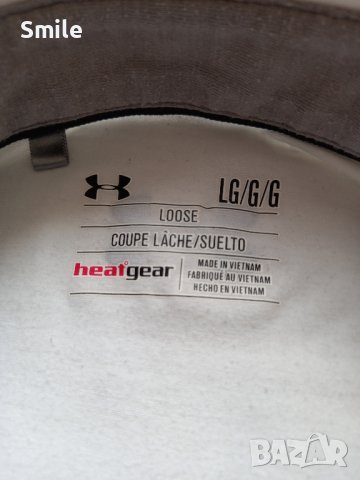 Smile
LG/G/G
LOOSE
COUPE LÂCHE/SUELTO
heatgear
MADE IN VIETNAM
FABRIQUÉ AU VIETNAM
HECHO EN VIETNAM
BAZAR